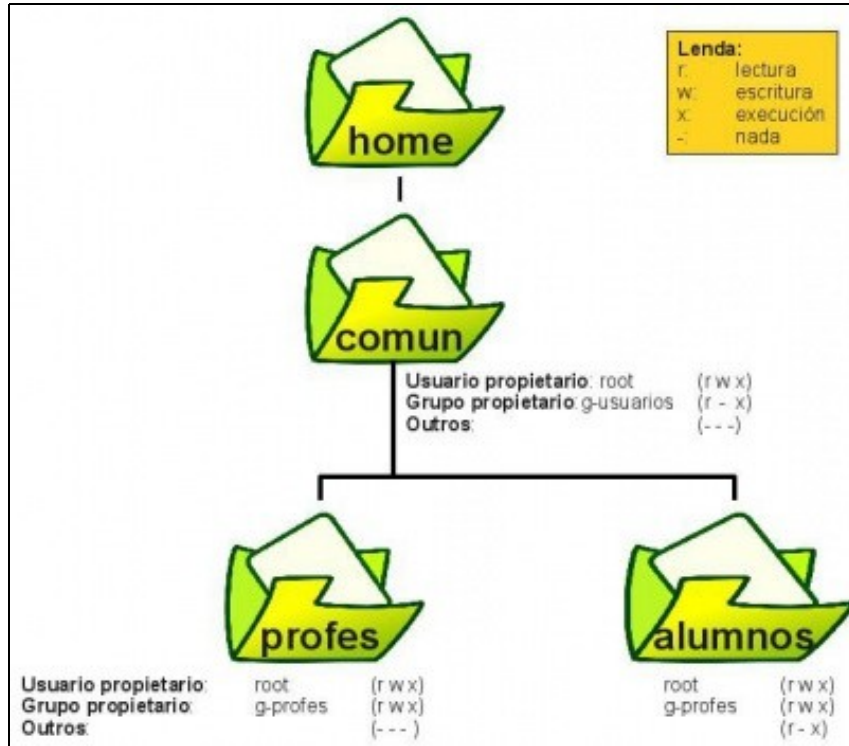 Lenda:
r: lectura
w: escritura
x: execución
-: nada
home
comun
Usuario propietario: root (r w x)
Grupo propietario: g-usuarios (r - x)
Outros: (- - -)
profes
alumnos
Usuario propietario: root (r w x)
Grupo propietario: g-profes (r w x)
Outros: (- - -)
root (r w x)
g-profes (r w x)
(r - x)